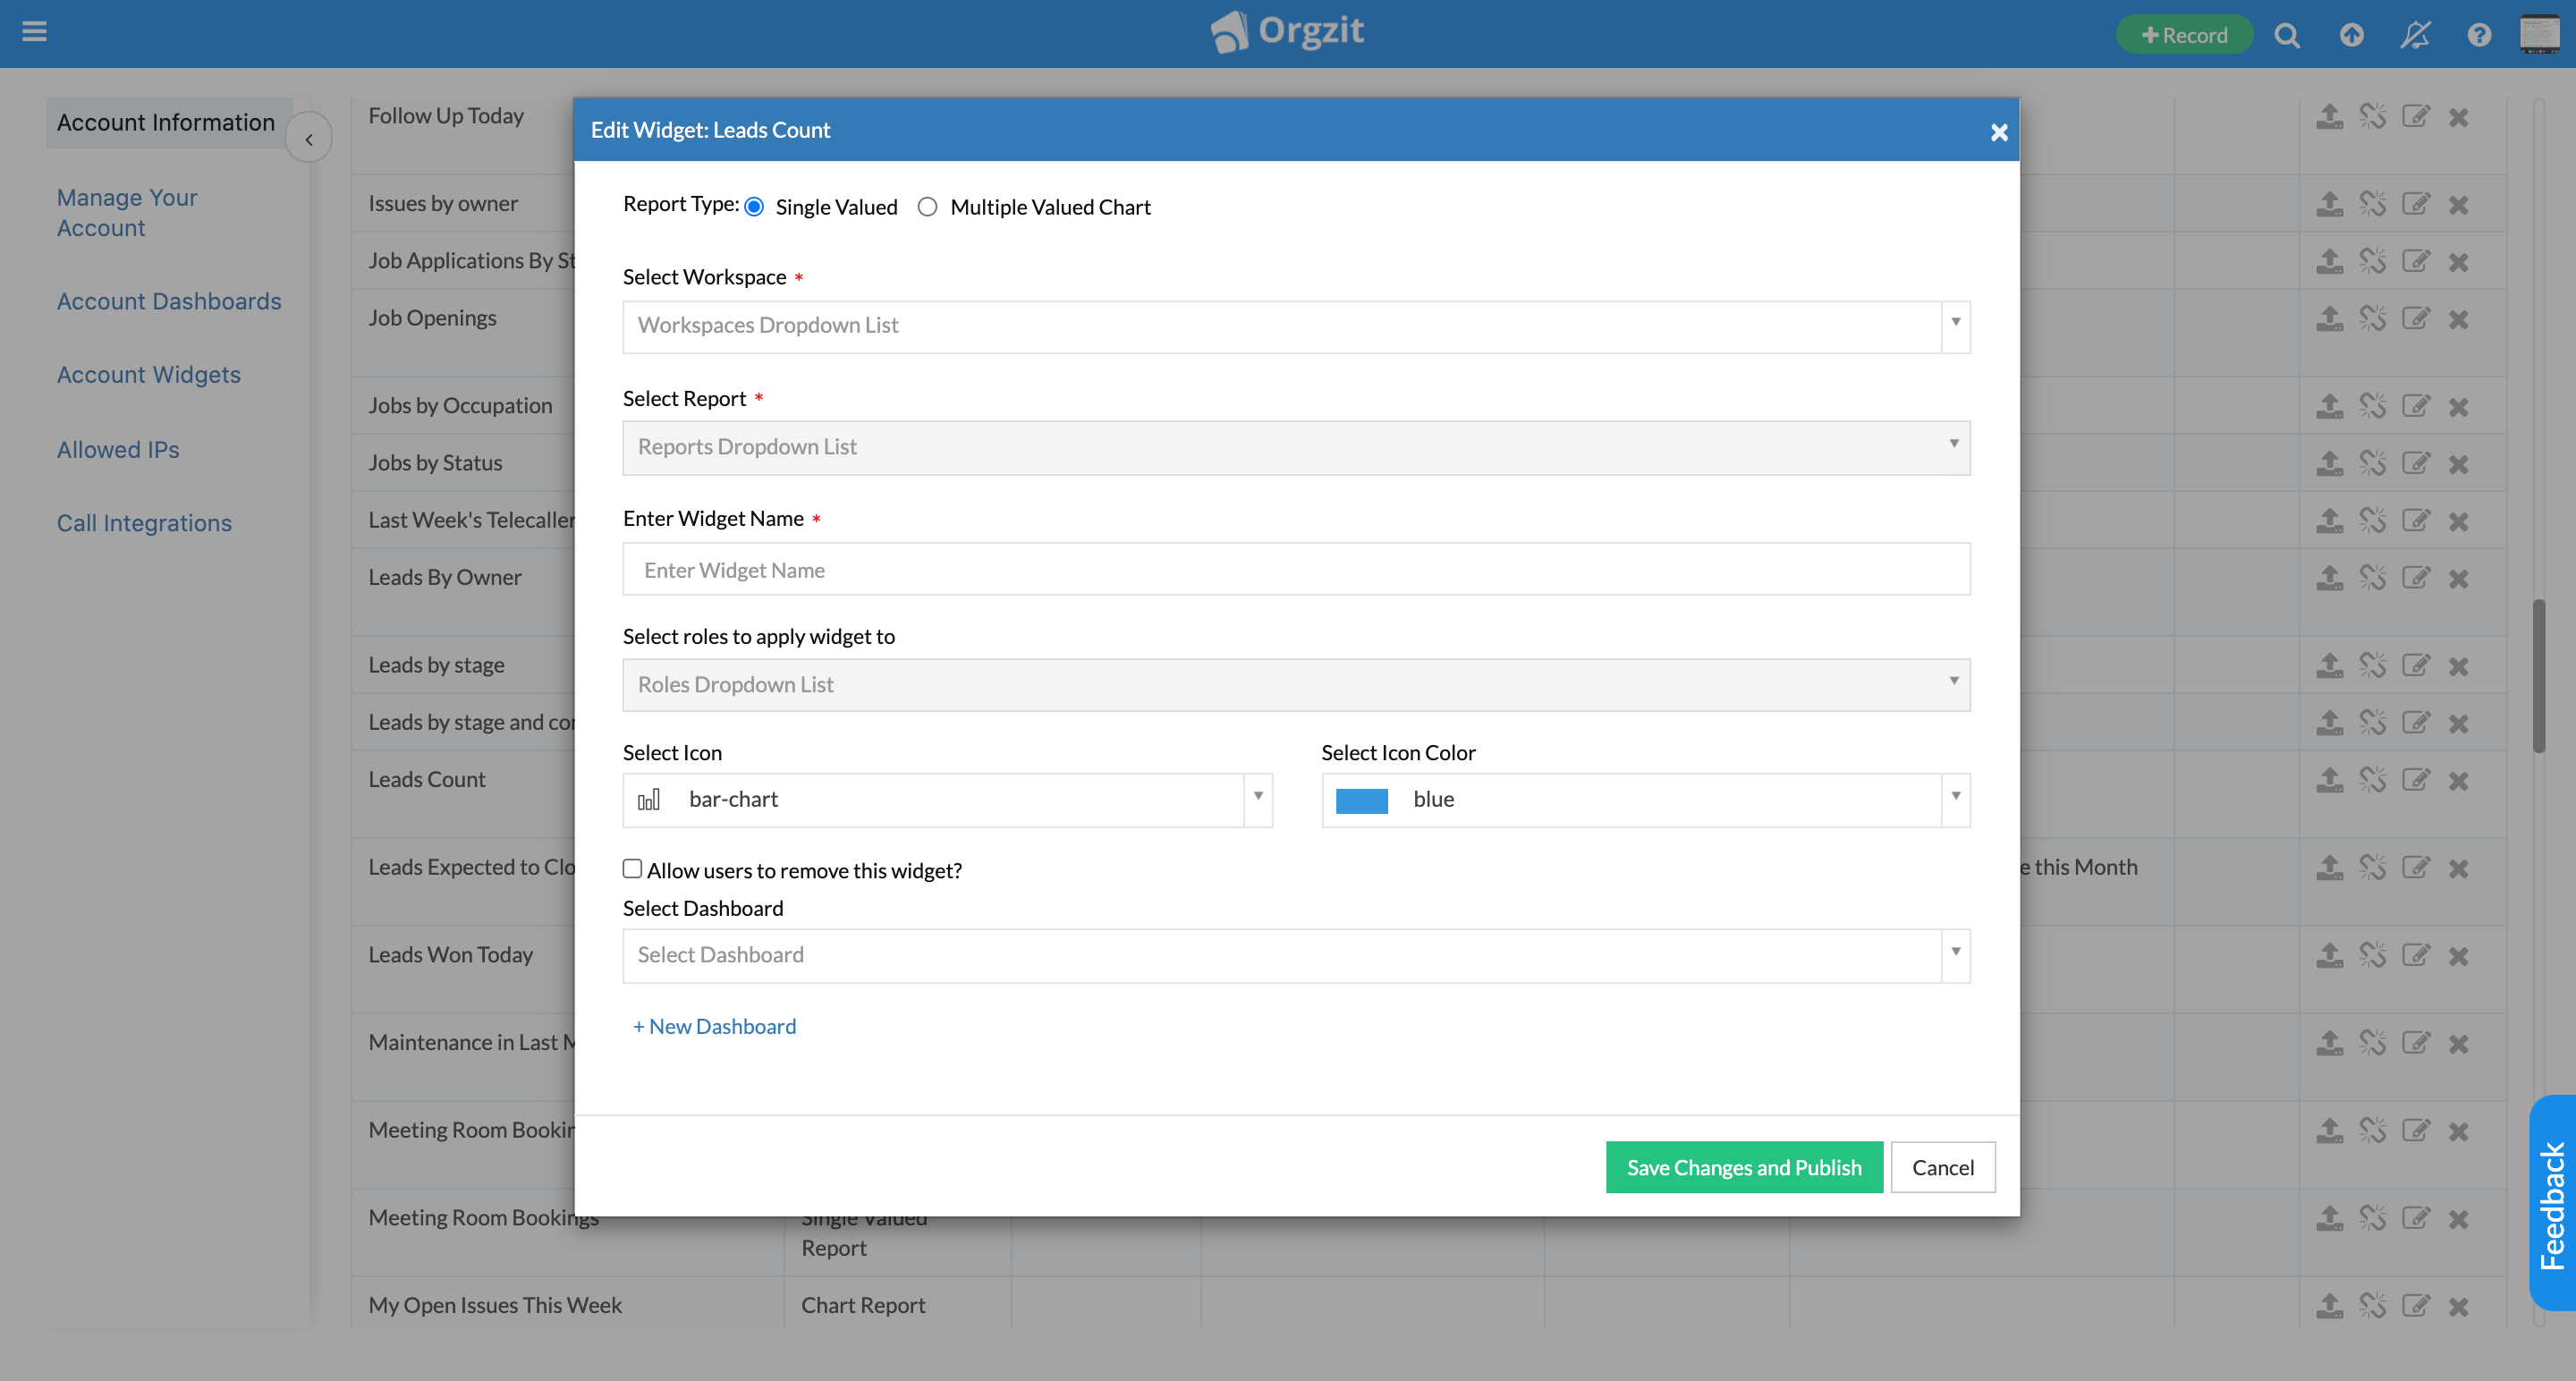 Orgzit
+ Record
Account Information
Manage Your
Account
Account Dashboards
Account Widgets
Allowed IPs
Call Integrations
Follow Up Today
Issues by owner
Job Applications By St
Job Openings
Jobs by Occupation
Jobs by Status
Last Week's Telecaller
Leads By Owner
Leads by stage
Leads by stage and cor
Leads Count
Leads Expected to Clo
e this Month
Leads Won Today
Maintenance in Last M
Meeting Room Bookin
Meeting Room Bookings
Single Valued
Report
My Open Issues This Week
Chart Report
Edit Widget: Leads Count
Report Type: Single Valued Multiple Valued Chart
Select Workspace *
Workspaces Dropdown List
Select Report *
Reports Dropdown List
Enter Widget Name *
Enter Widget Name
Select roles to apply widget to
Roles Dropdown List
Select Icon
bar-chart
Select Icon Color
blue
Allow users to remove this widget?
Select Dashboard
Select Dashboard
+ New Dashboard
Save Changes and Publish
Cancel
Feedback